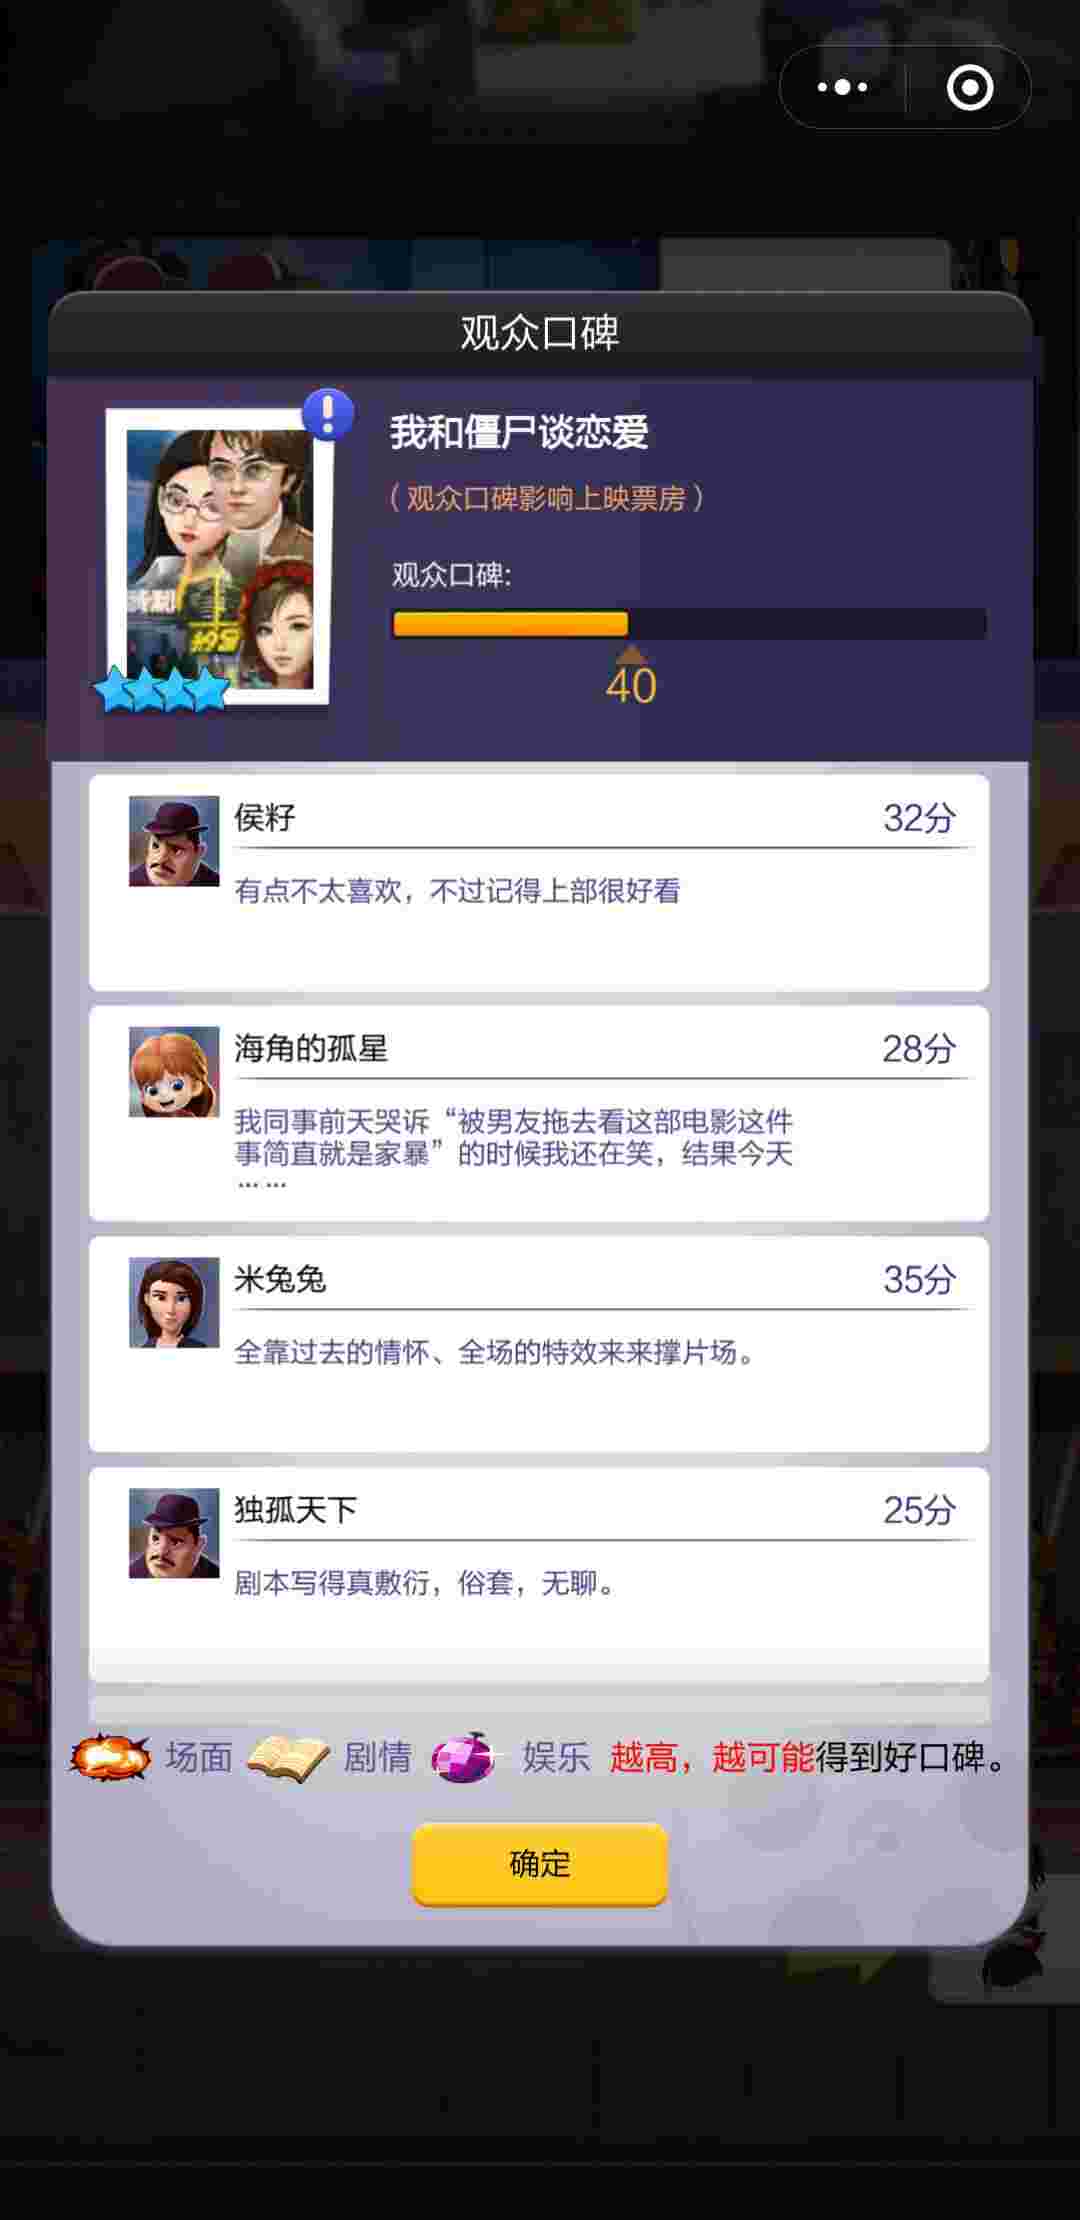 观众口碑
我和僵尸谈恋爱
（观众口碑影响上映票房）
观众口碑:
40
侯籽
32分
有点不太喜欢，不过记得上部很好看
海角的孤星
28分
我同事前天哭诉“被男友拖去看这部电影这件
事简直就是家暴”的时候我还在笑，结果今天
……
米兔兔
35分
全靠过去的情怀、全场的特效来来撑片场。
独孤天下
25分
剧本写得真敷衍，俗套，无聊。
场面 剧情 娱乐 越高，越可能得到好口碑。
确定